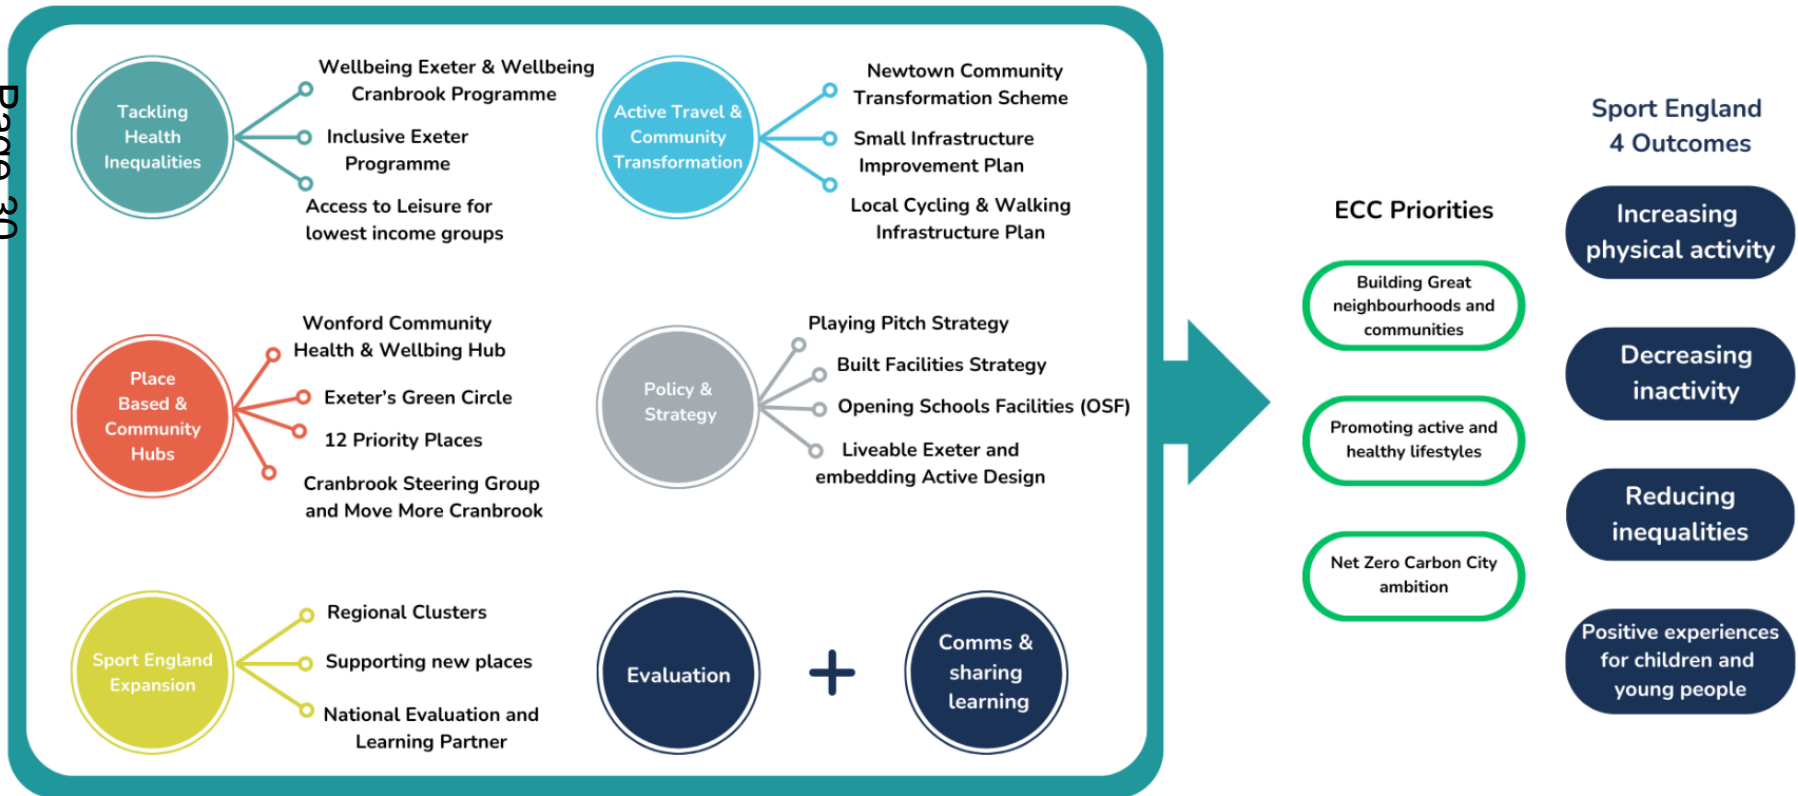 Page 30
Tackling
Health
Inequalities
Wellbeing Exeter & Wellbeing
Cranbrook Programme
Inclusive Exeter
Programme
Access to Leisure for
lowest income groups
Active Travel &
Community
Transformation
Newtown Community
Transformation Scheme
Small Infrastructure
Improvement Plan
Local Cycling & Walking
Infrastructure Plan
Place
Based &
Community
Hubs
Wonford Community
Health & Wellbing Hub
Exeter's Green Circle
12 Priority Places
Cranbrook Steering Group
and Move More Cranbrook
Policy &
Strategy
Playing Pitch Strategy
Built Facilities Strategy
Opening Schools Facilities (OSF)
Liveable Exeter and
embedding Active Design
Sport England
Expansion
Regional Clusters
Supporting new places
National Evaluation and
Learning Partner
Evaluation
+
Comms &
sharing
learning
ECC Priorities
Building Great
neighbourhoods and
communities
Promoting active and
healthy lifestyles
Net Zero Carbon City
ambition
Sport England
4 Outcomes
Increasing
physical activity
Decreasing
inactivity
Reducing
inequalities
Positive experiences
for children and
young people